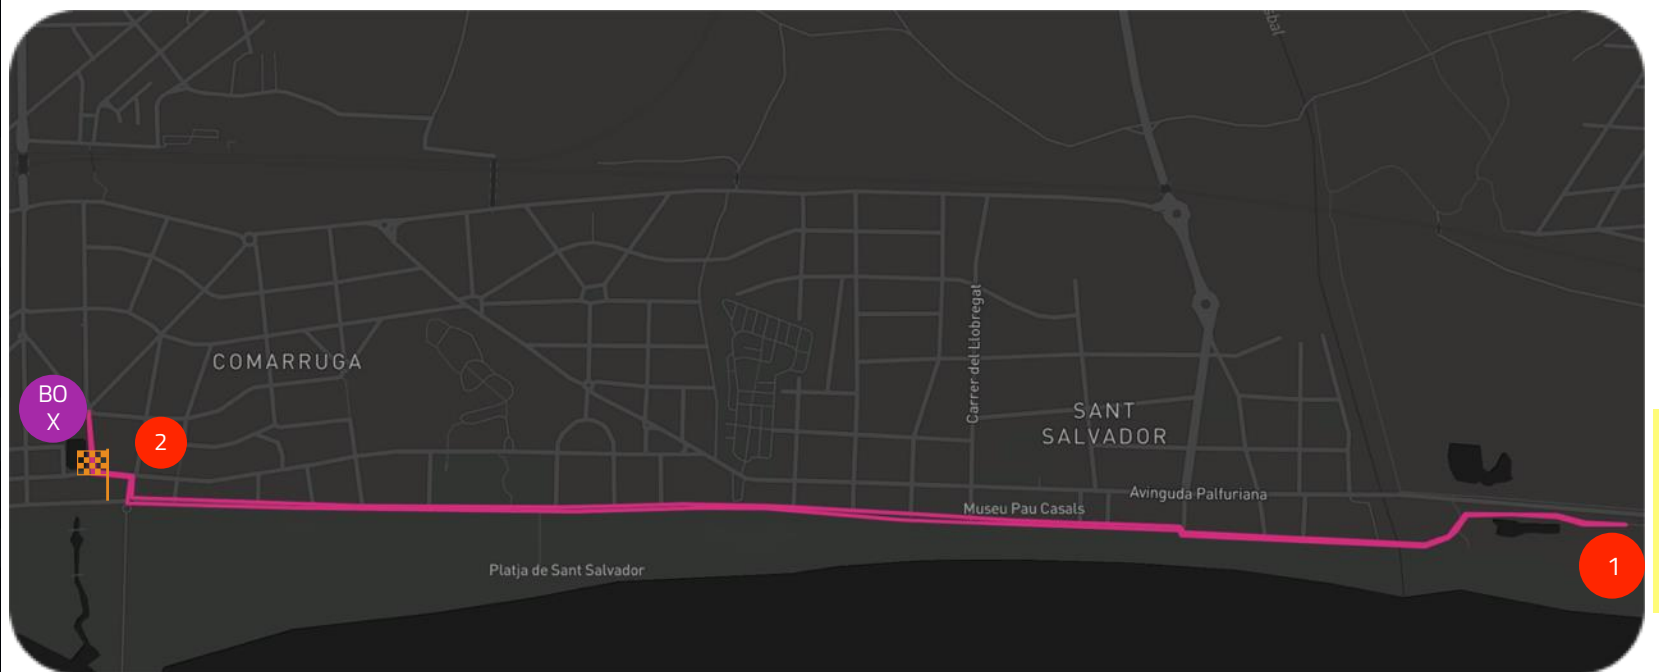 COMARRUGA
BO
X
2
Carrer del Llobregat
SANT
SALVADOR
Avinguda Palfuriana
Museu Pau Casals
Platja de Sant Salvador
1